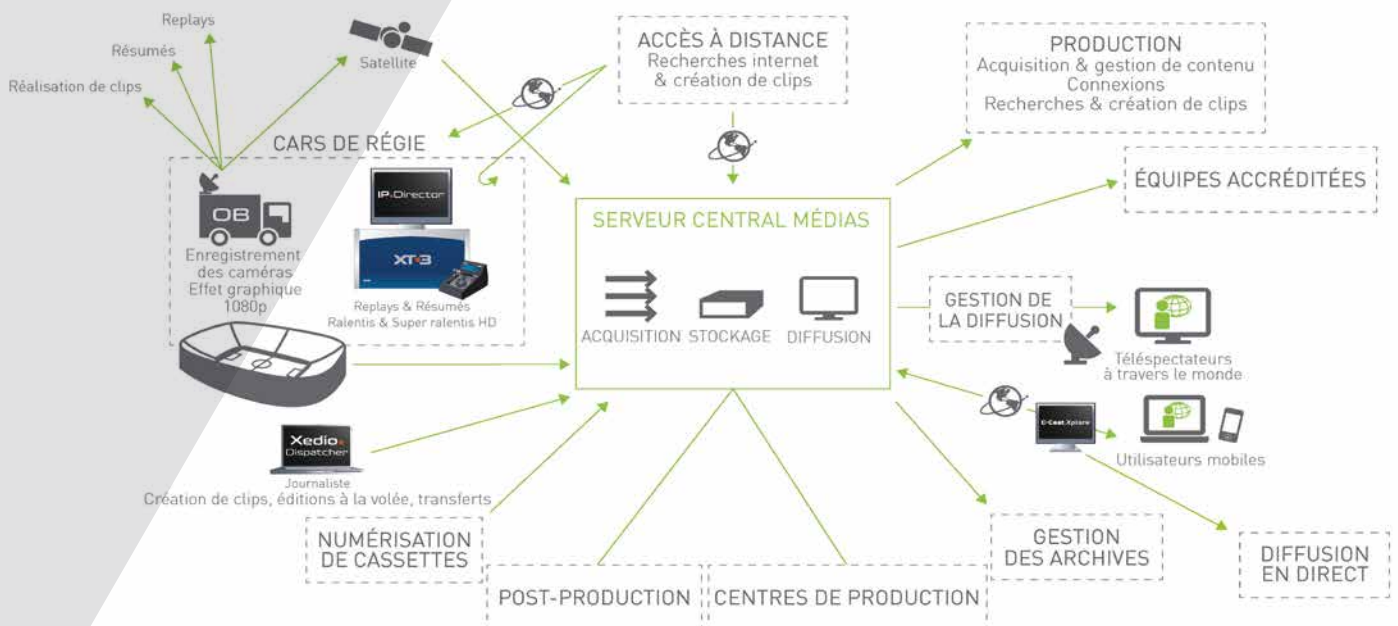 Replays
Résumés
Réalisation de clips
Satellite
ACCÈS À DISTANCE
Recherches internet
& création de clips
PRODUCTION
Acquisition & gestion de contenu
Connexions
Recherches & création de clips
CARS DE RÉGIE
OB
Enregistrement
des caméras
Effet graphique
1080p
IP.Director
XT3
Replays & Résumés
Ralentis & Super ralentis HD
SERVEUR CENTRAL MÉDIAS
ACQUISITION
STOCKAGE
DIFFUSION
ÉQUIPES ACCRÉDITÉES
GESTION DE
LA DIFFUSION
Téléspectateurs
à travers le monde
C-Cast Xplore
Utilisateurs mobiles
Xedio
Dispatcher
Journaliste
Création de clips, éditions à la volée, transferts
NUMÉRISATION
DE CASSETTES
POST-PRODUCTION
CENTRES DE PRODUCTION
GESTION
DES ARCHIVES
DIFFUSION
EN DIRECT